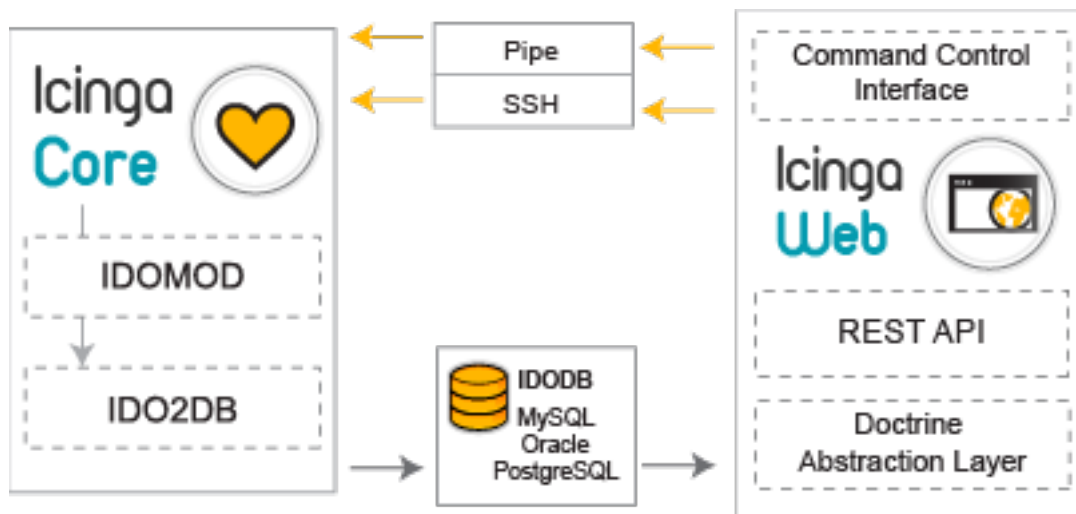 Icinga
Core
IDOMOD
IDO2DB
Pipe
SSH
IDODB
MySQL
Oracle
PostgreSQL
Command Control
Interface
Icinga
Web
REST API
Doctrine
Abstraction Layer